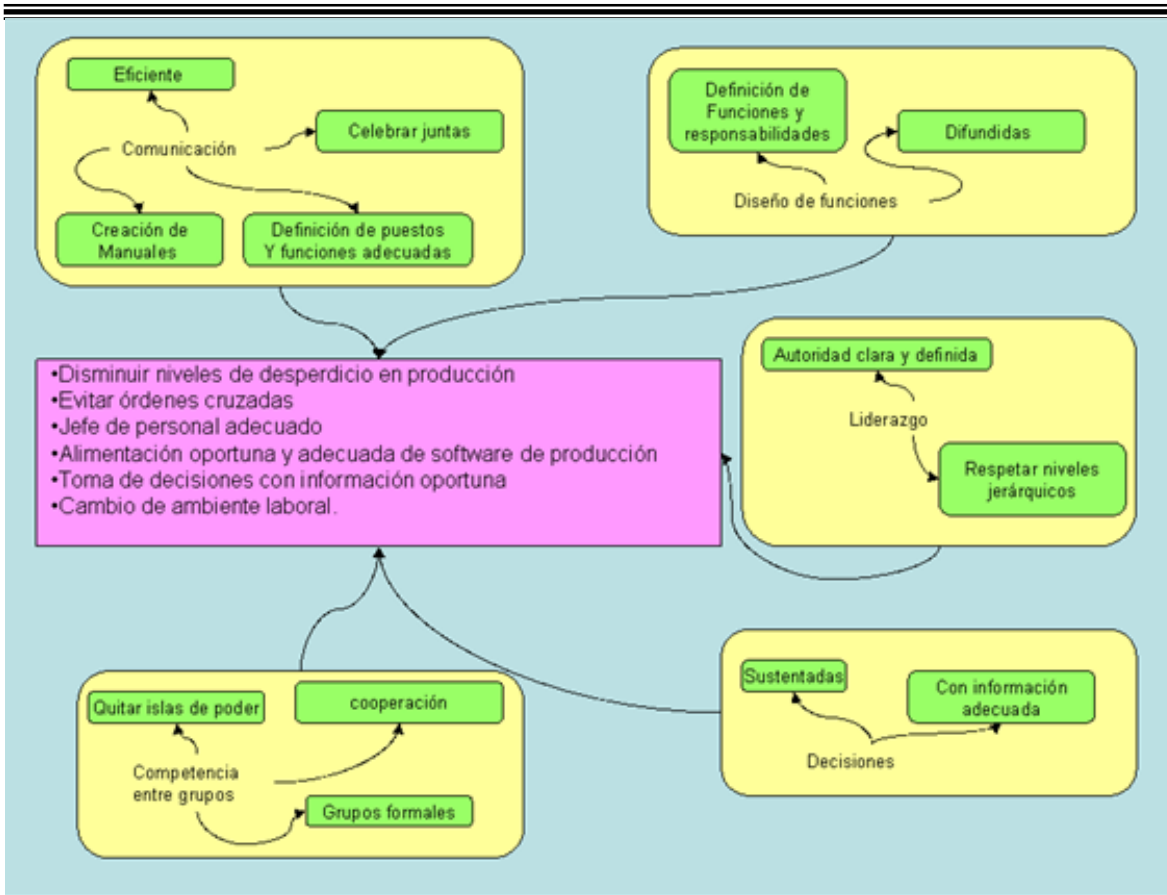 Eficiente
Celebrar juntas
Comunicación
Creación de
Manuales
Definición de puestos
Y funciones adecuadas
Definición de
Funciones y
responsabilidades
Difundidas
Diseño de funciones
•Disminuir niveles de desperdicio en producción
•Evitar órdenes cruzadas
•Jefe de personal adecuado
•Alimentación oportuna y adecuada de software de producción
•Toma de decisiones con información oportuna
•Cambio de ambiente laboral.
Autoridad clara y definida
Liderazgo
Respetar niveles
jerárquicos
Quitar islas de poder
cooperación
Competencia
entre grupos
Grupos formales
Sustentadas
Con información
adecuada
Decisiones